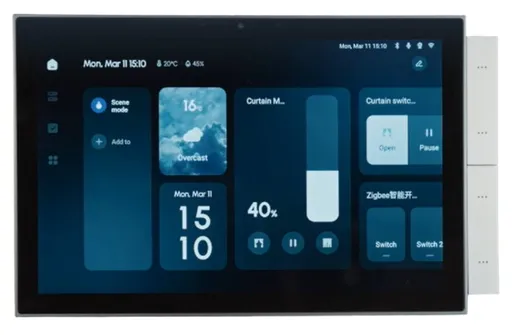 Mon, Mar 11 15:10
Mon, Mar 11 15:10 20°C 45%
Scene
mode
Add to
16°
Overcast
Mon, Mar 11
15
10
Curtain M...
40%
Curtain switc...
Open
Pause
Zigbee智能开...
Switch
Switch 2